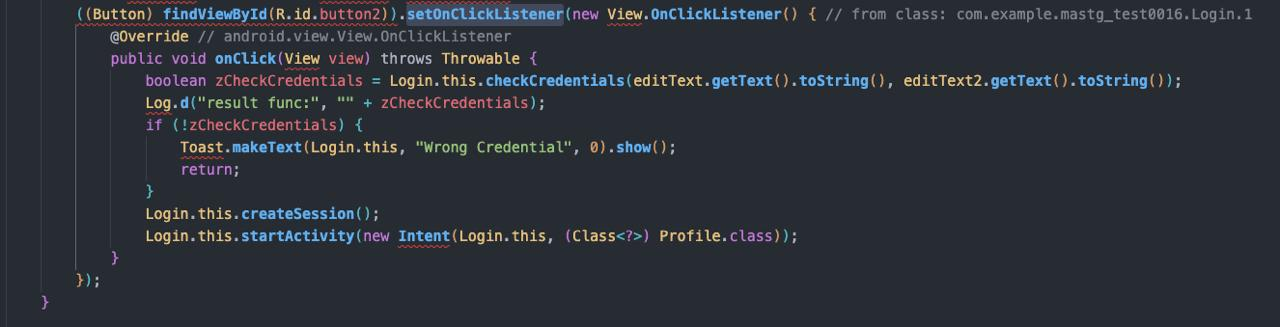 ((Button) findViewById(R.id.button2)).setOnClickListener(new View.OnClickListener() { // from class: com.example.mastg_test0016.Login.1
@Override // android.view.View.OnClickListener
public void onClick(View view) throws Throwable {
boolean zCheckCredentials = Login.this.checkCredentials(editText.getText().toString(), editText2.getText().toString());
Log.d("result func:", "" + zCheckCredentials);
if (!zCheckCredentials) {
Toast.makeText(Login.this, "Wrong Credential", 0).show();
return;
}
Login.this.createSession();
Login.this.startActivity(new Intent(Login.this, (Class<?>) Profile.class));
}
});
}